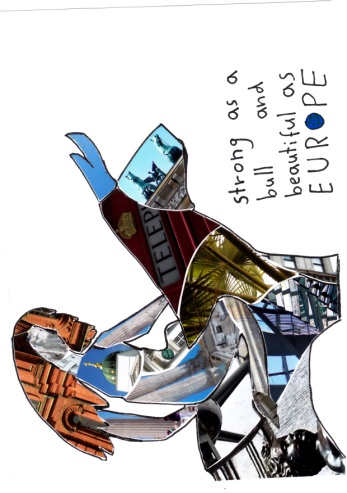 strong as a
bull and
beautiful as
EUROPE
TELEP